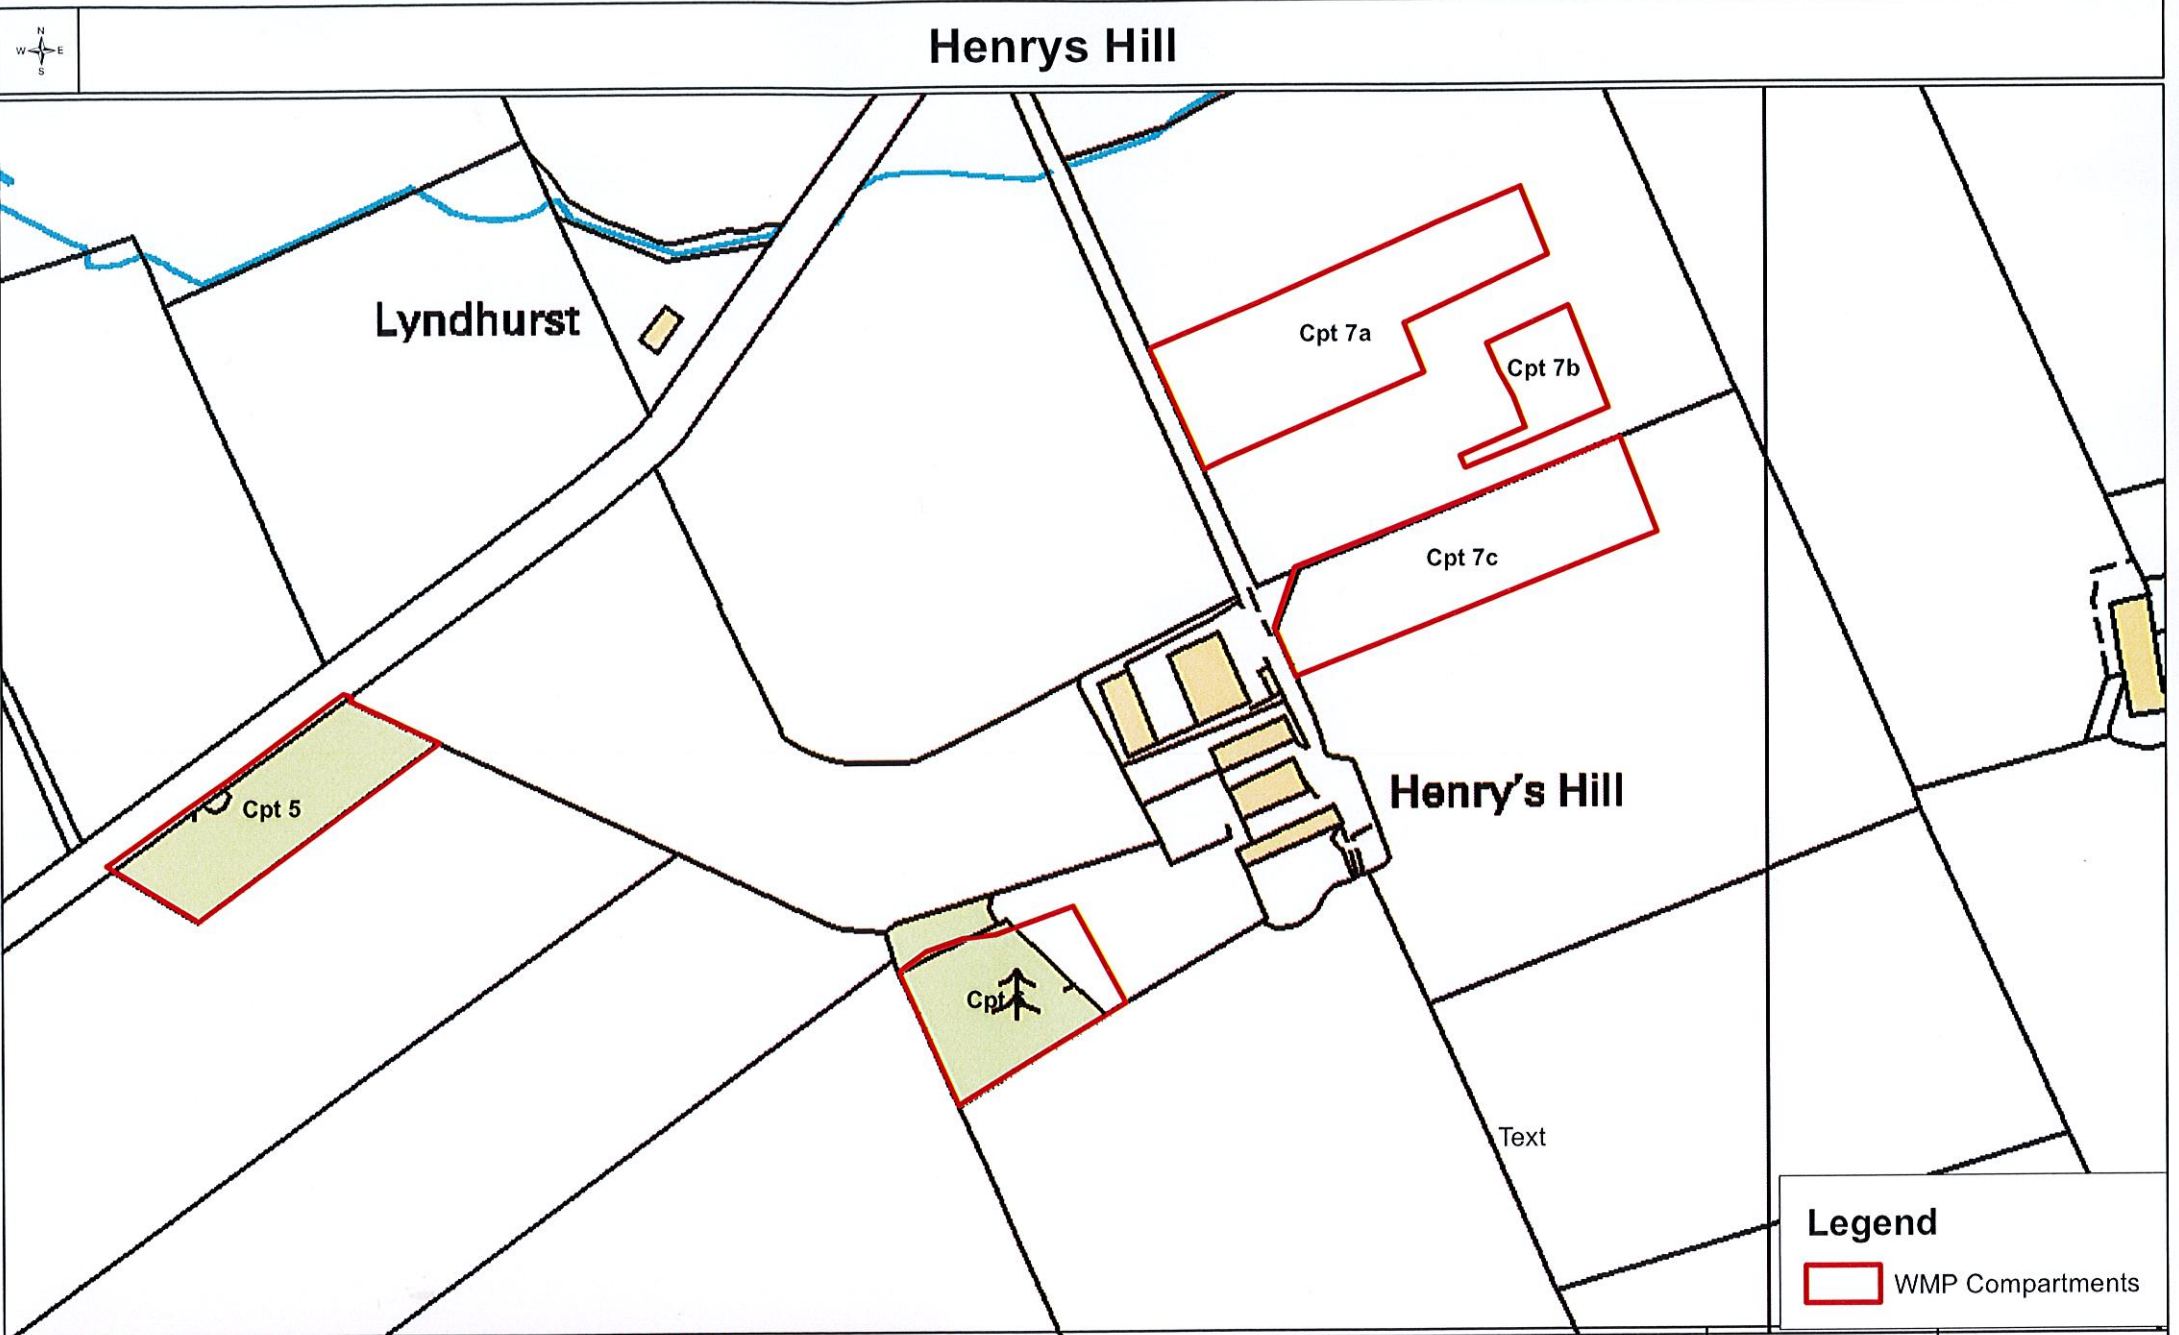 Henrys Hill
N
W E
S
Lyndhurst
Cpt 7a
Cpt 7b
Cpt 7c
Cpt 5
Henry's Hill
Cpt
Text
Legend
WMP Compartments